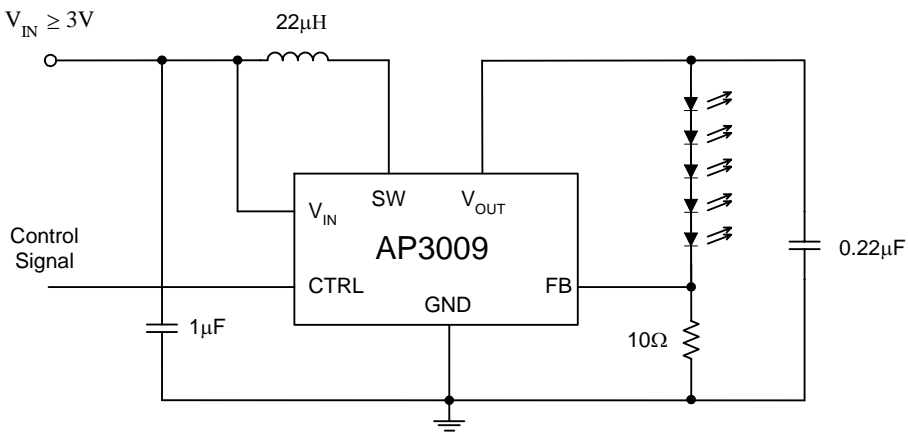 V_IN ≥ 3V
22μH
V_IN
SW
V_OUT
AP3009
Control
Signal
CTRL
FB
GND
0.22μF
1μF
10Ω